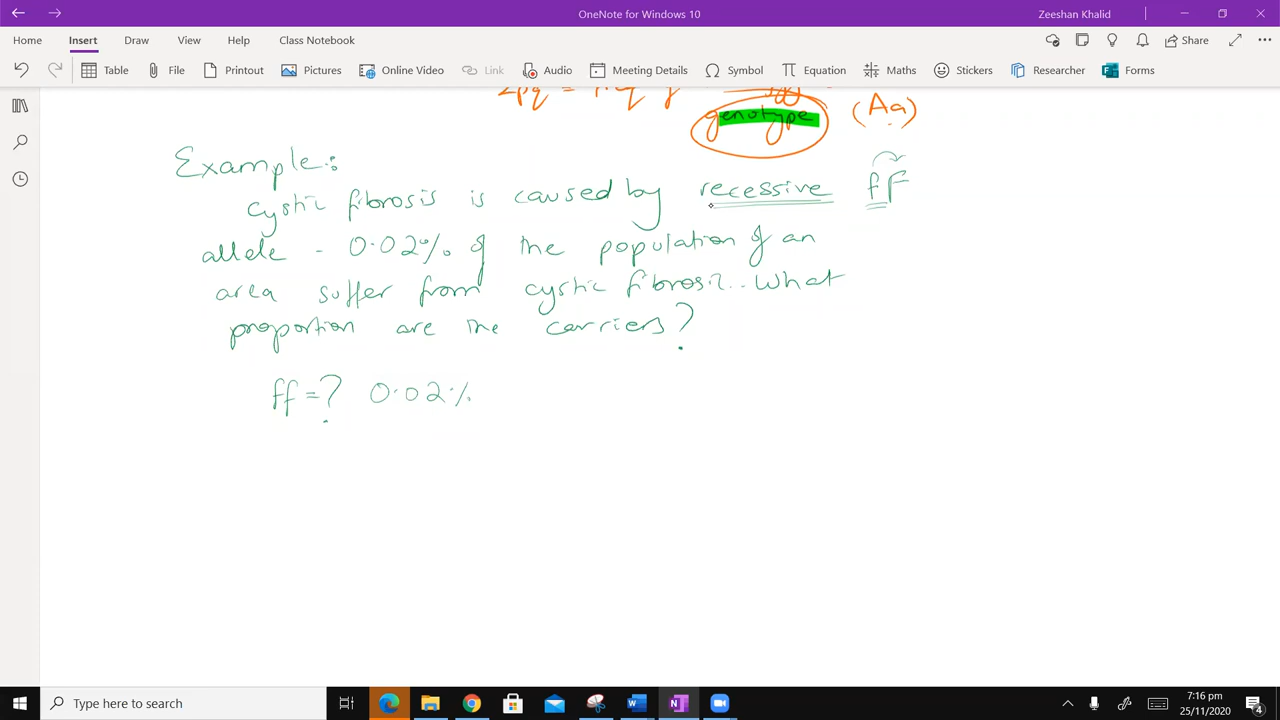 OneNote for Windows 10
Zeeshan Khalid
Home Insert Draw View Help Class Notebook
Share
Table File Printout Pictures Online Video Link Audio Meeting Details Symbol Equation Maths Stickers Researcher Forms
2pq =
genotype (Aa)
Example:
Cystic fibrosis is caused by recessive fF
allele - 0.02% of the population of an
area suffer from cystic fibrosis. What
proportion are the carriers?
ff = ? 0.02%
Type here to search
7:16 pm
25/11/2020
4